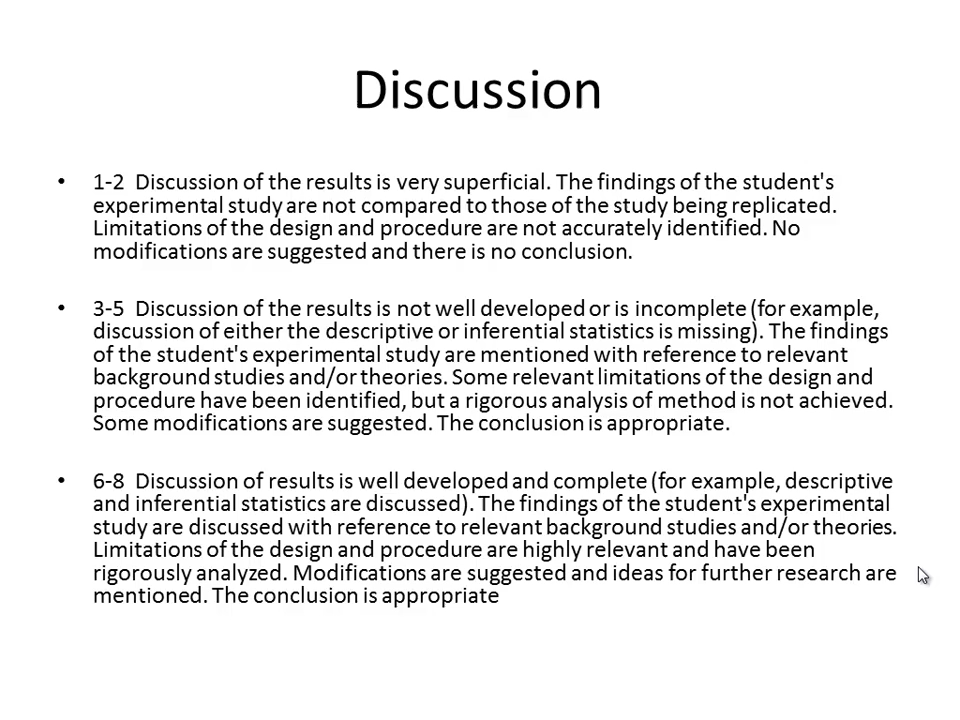 Discussion
• 1-2 Discussion of the results is very superficial. The findings of the student's
experimental study are not compared to those of the study being replicated.
Limitations of the design and procedure are not accurately identified. No
modifications are suggested and there is no conclusion.
• 3-5 Discussion of the results is not well developed or is incomplete (for example,
discussion of either the descriptive or inferential statistics is missing). The findings
of the student's experimental study are mentioned with reference to relevant
background studies and/or theories. Some relevant limitations of the design and
procedure have been identified, but a rigorous analysis of method is not achieved.
Some modifications are suggested. The conclusion is appropriate.
• 6-8 Discussion of results is well developed and complete (for example, descriptive
and inferential statistics are discussed). The findings of the student's experimental
study are discussed with reference to relevant background studies and/or theories.
Limitations of the design and procedure are highly relevant and have been
rigorously analyzed. Modifications are suggested and ideas for further research are
mentioned. The conclusion is appropriate